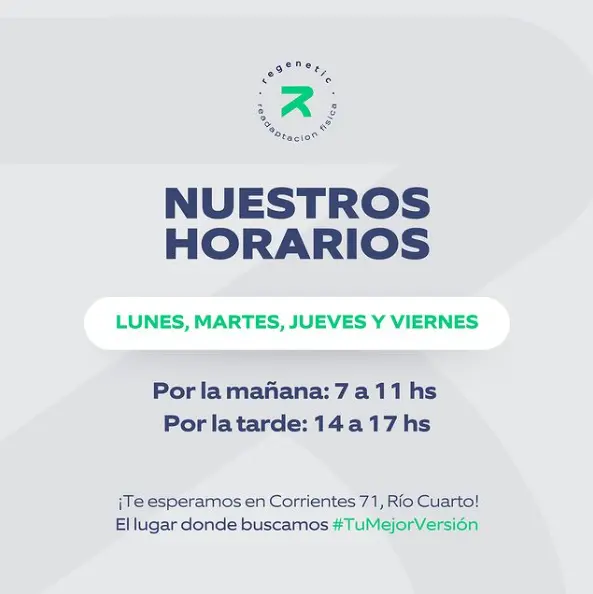 · regenetic ·
readaptacion fisica
NUESTROS
HORARIOS
LUNES, MARTES, JUEVES Y VIERNES
Por la mañana: 7 a 11 hs
Por la tarde: 14 a 17 hs
¡Te esperamos en Corrientes 71, Río Cuarto!
El lugar donde buscamos #TuMejorVersión